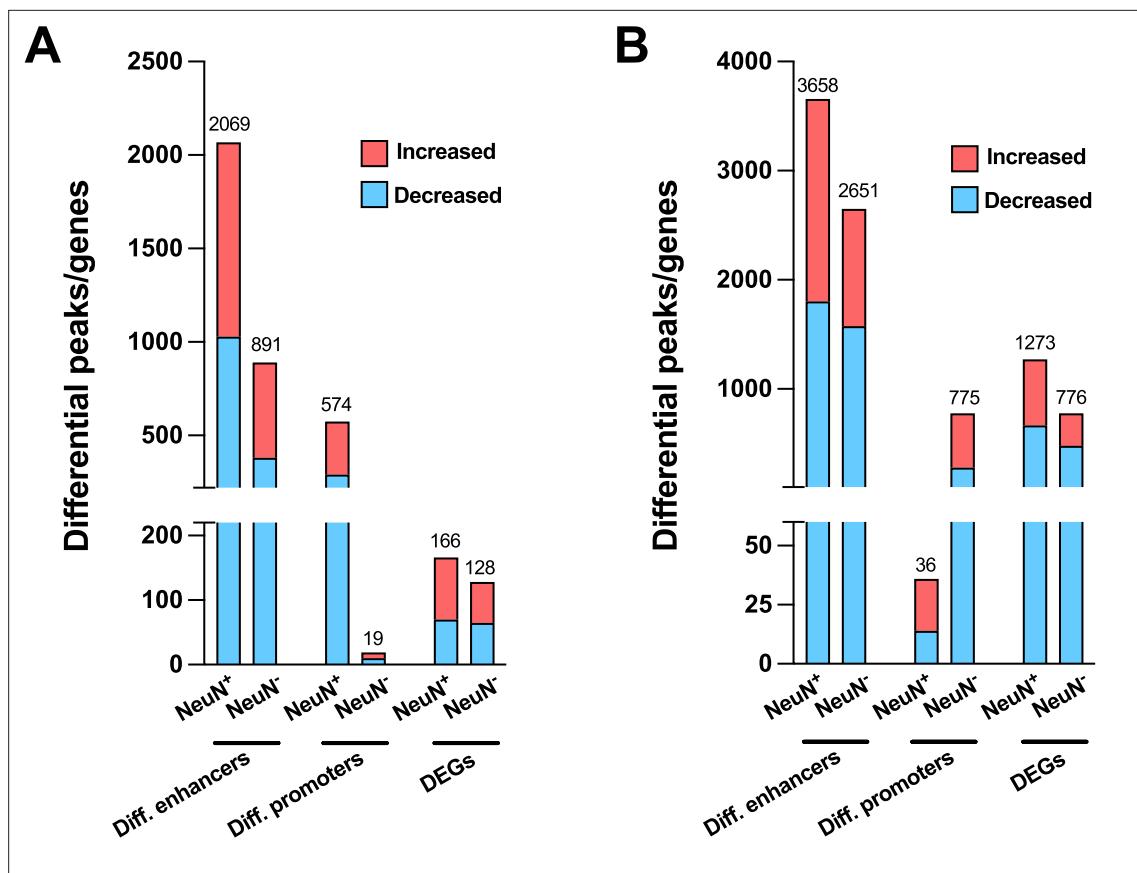 A
Differential peaks/genes
2500
2000
1500
1000
500
200
100
0
2069
891
574
19
166
128
Increased
Decreased
NeuN⁺
NeuN⁻
NeuN⁺
NeuN⁻
NeuN⁺
NeuN⁻
Diff. enhancers
Diff. promoters
DEGs
B
Differential peaks/genes
4000
3000
2000
1000
50
25
0
3658
2651
36
775
1273
776
Increased
Decreased
NeuN⁺
NeuN⁻
NeuN⁺
NeuN⁻
NeuN⁺
NeuN⁻
Diff. enhancers
Diff. promoters
DEGs